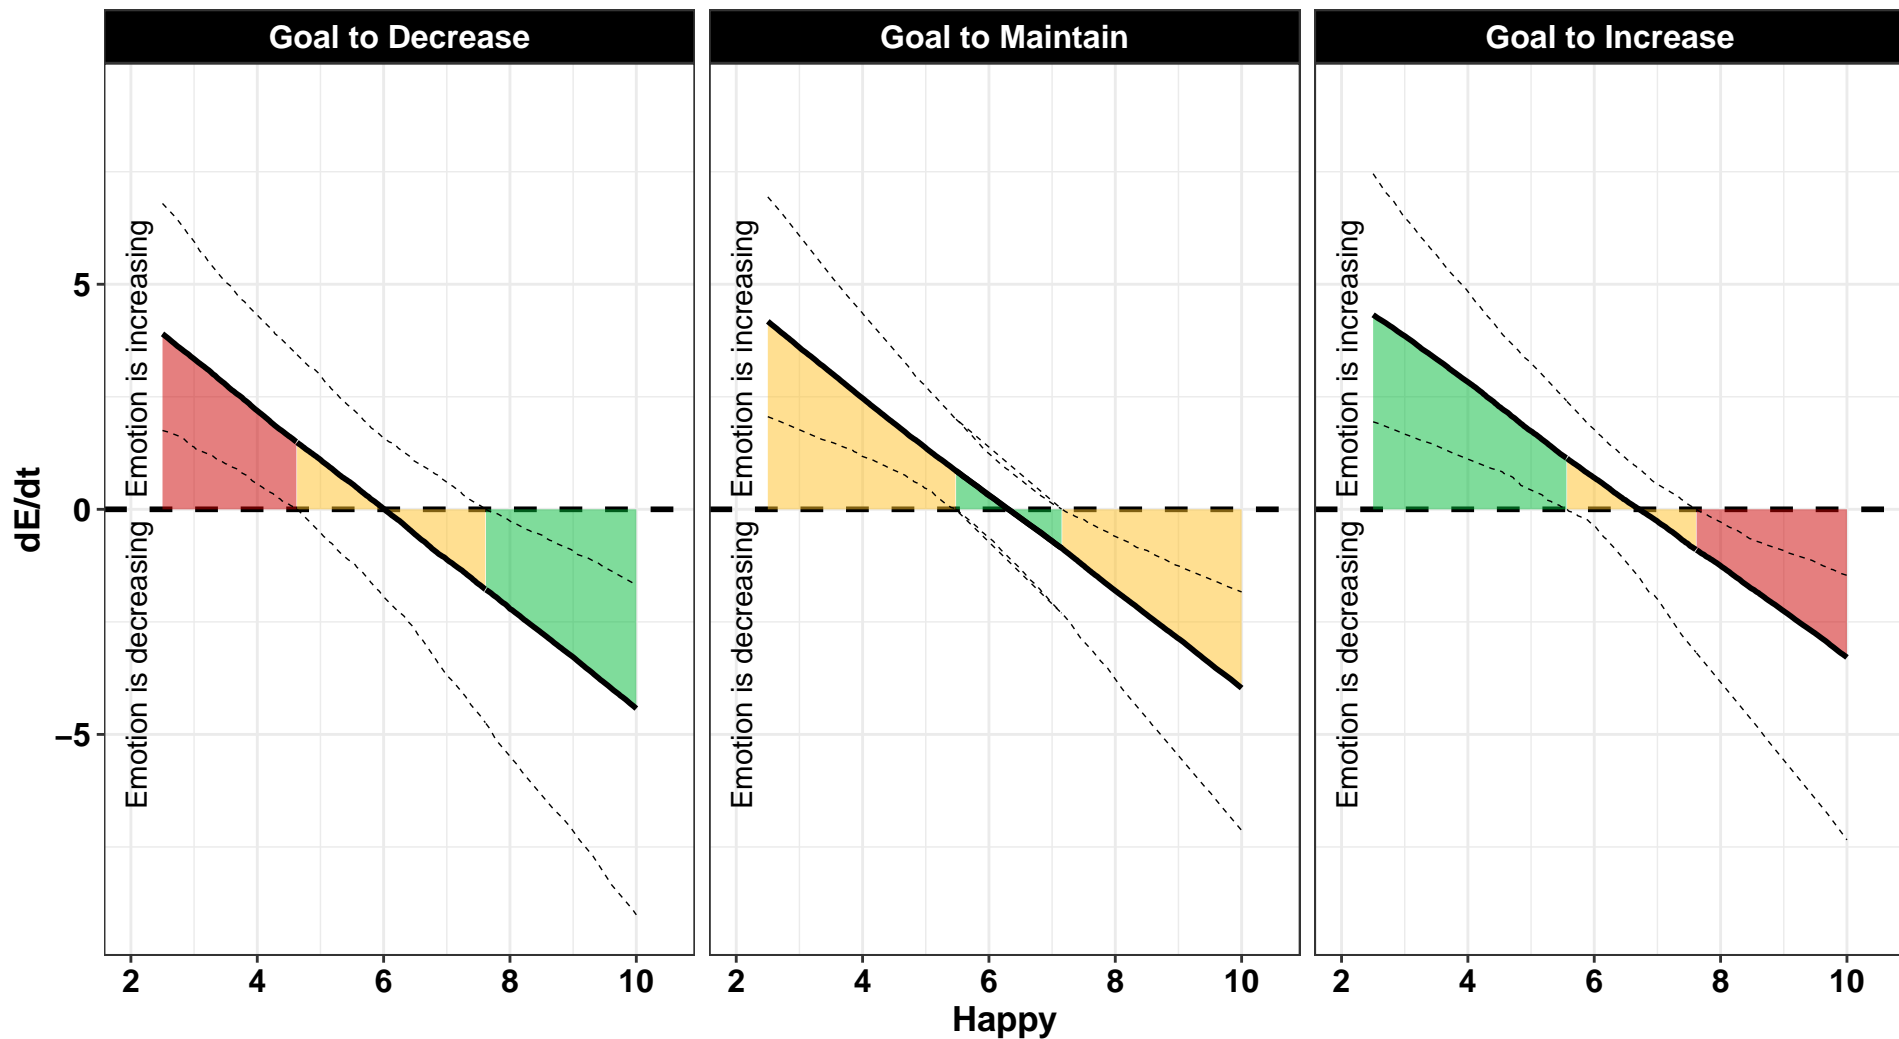 Goal to Decrease
Goal to Maintain
Goal to Increase
dE/dt
5
0
−5
Emotion is increasing
Emotion is decreasing
Emotion is increasing
Emotion is decreasing
Emotion is increasing
Emotion is decreasing
2 4 6 8 10
2 4 6 8 10
2 4 6 8 10
Happy